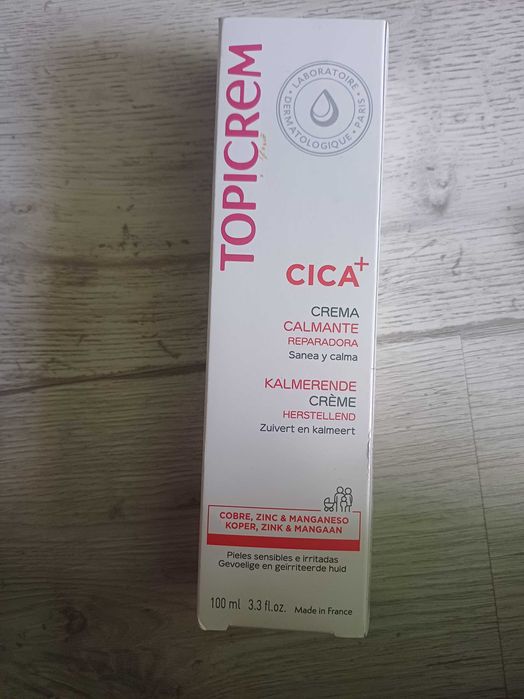 TOPICREM
LABORATOIRE • DERMATOLOGIQUE • PARIS •
CICA+
CREMA
CALMANTE
REPARADORA
Sanea y calma
KALMERENDE
CRÈME
HERSTELLEND
Zuivert en kalmeert
COBRE, ZINC & MANGANESO
KOPER, ZINK & MANGAAN
Pieles sensibles e irritadas
Gevoelige en geïrriteerde huid
100 ml 3.3 fl.oz. Made in France